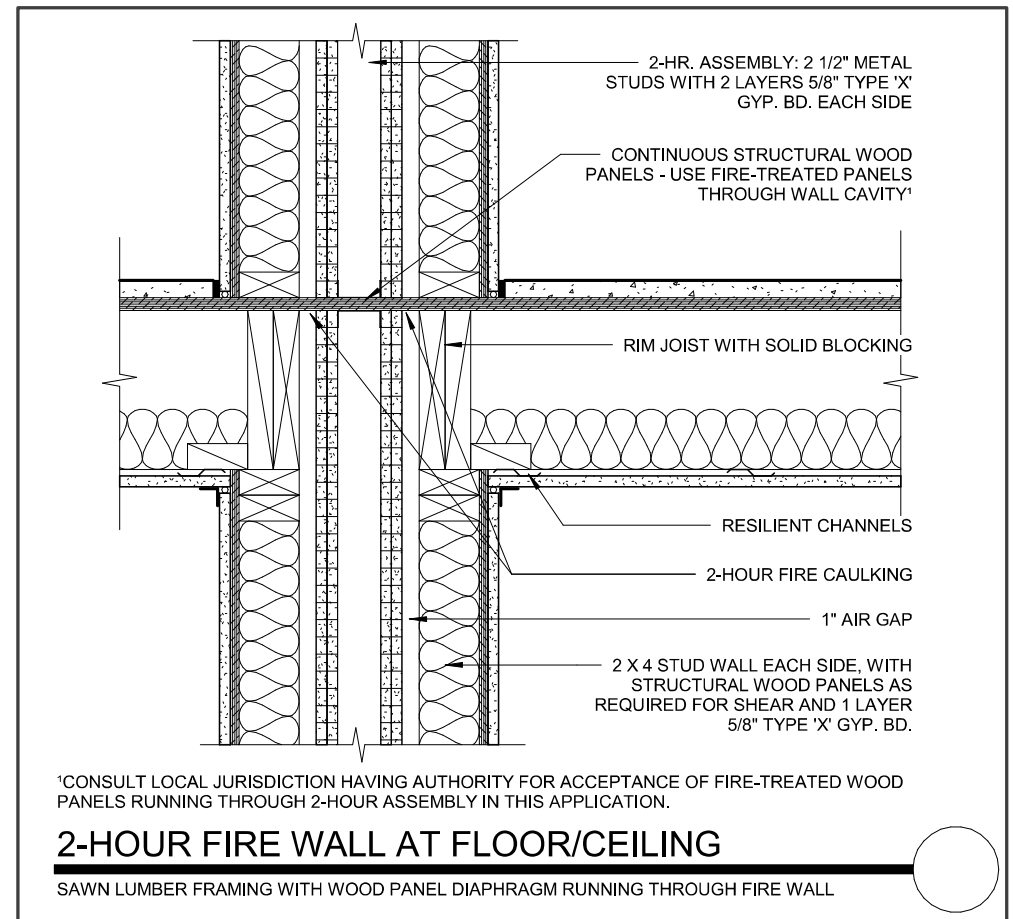 2-HR. ASSEMBLY: 2 1/2" METAL
STUDS WITH 2 LAYERS 5/8" TYPE 'X'
GYP. BD. EACH SIDE
CONTINUOUS STRUCTURAL WOOD
PANELS - USE FIRE-TREATED PANELS
THROUGH WALL CAVITY¹
RIM JOIST WITH SOLID BLOCKING
RESILIENT CHANNELS
2-HOUR FIRE CAULKING
1" AIR GAP
2 X 4 STUD WALL EACH SIDE, WITH
STRUCTURAL WOOD PANELS AS
REQUIRED FOR SHEAR AND 1 LAYER
5/8" TYPE 'X' GYP. BD.
¹CONSULT LOCAL JURISDICTION HAVING AUTHORITY FOR ACCEPTANCE OF FIRE-TREATED WOOD
PANELS RUNNING THROUGH 2-HOUR ASSEMBLY IN THIS APPLICATION.
2-HOUR FIRE WALL AT FLOOR/CEILING
SAWN LUMBER FRAMING WITH WOOD PANEL DIAPHRAGM RUNNING THROUGH FIRE WALL